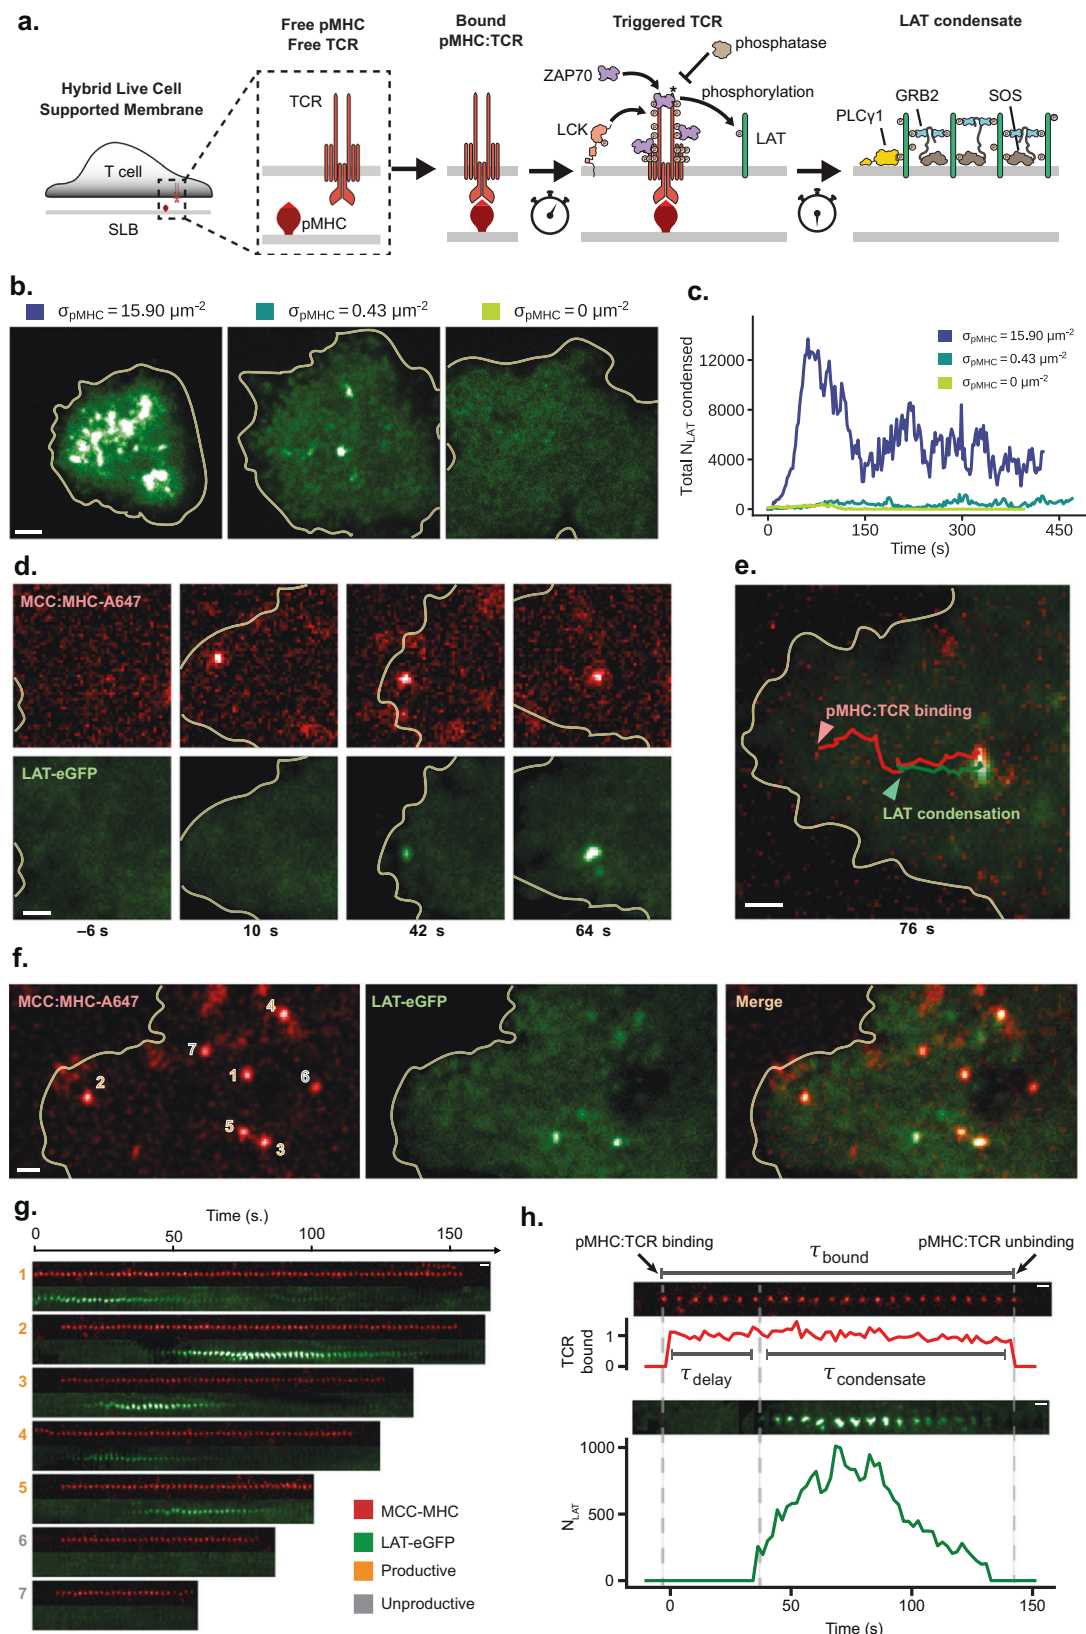 a.
Hybrid Live Cell
Supported Membrane
T cell
SLB
Free pMHC
Free TCR
TCR
pMHC
Bound
pMHC:TCR
Triggered TCR
ZAP70
phosphatase
*
phosphorylation
LCK
LAT
LAT condensate
PLCγ1
GRB2
SOS
b.
σpMHC = 15.90 μm-2
σpMHC = 0.43 μm-2
σpMHC = 0 μm-2
c.
Total NLAT condensed
12000
8000
4000
0
0 150 300 450
Time (s)
σpMHC = 15.90 μm-2
σpMHC = 0.43 μm-2
σpMHC = 0 μm-2
d.
MCC:MHC-A647
LAT-eGFP
–6 s
10 s
42 s
64 s
e.
pMHC:TCR binding
LAT condensation
76 s
f.
MCC:MHC-A647
4
7
1
6
2
5
3
LAT-eGFP
Merge
g.
Time (s.)
0 50 100 150
1
2
3
4
5
6
7
MCC-MHC
LAT-eGFP
Productive
Unproductive
h.
pMHC:TCR binding
τbound
pMHC:TCR unbinding
TCR bound
1
0
τdelay
τcondensate
NLAT
1000
500
0
0 50 100 150
Time (s)